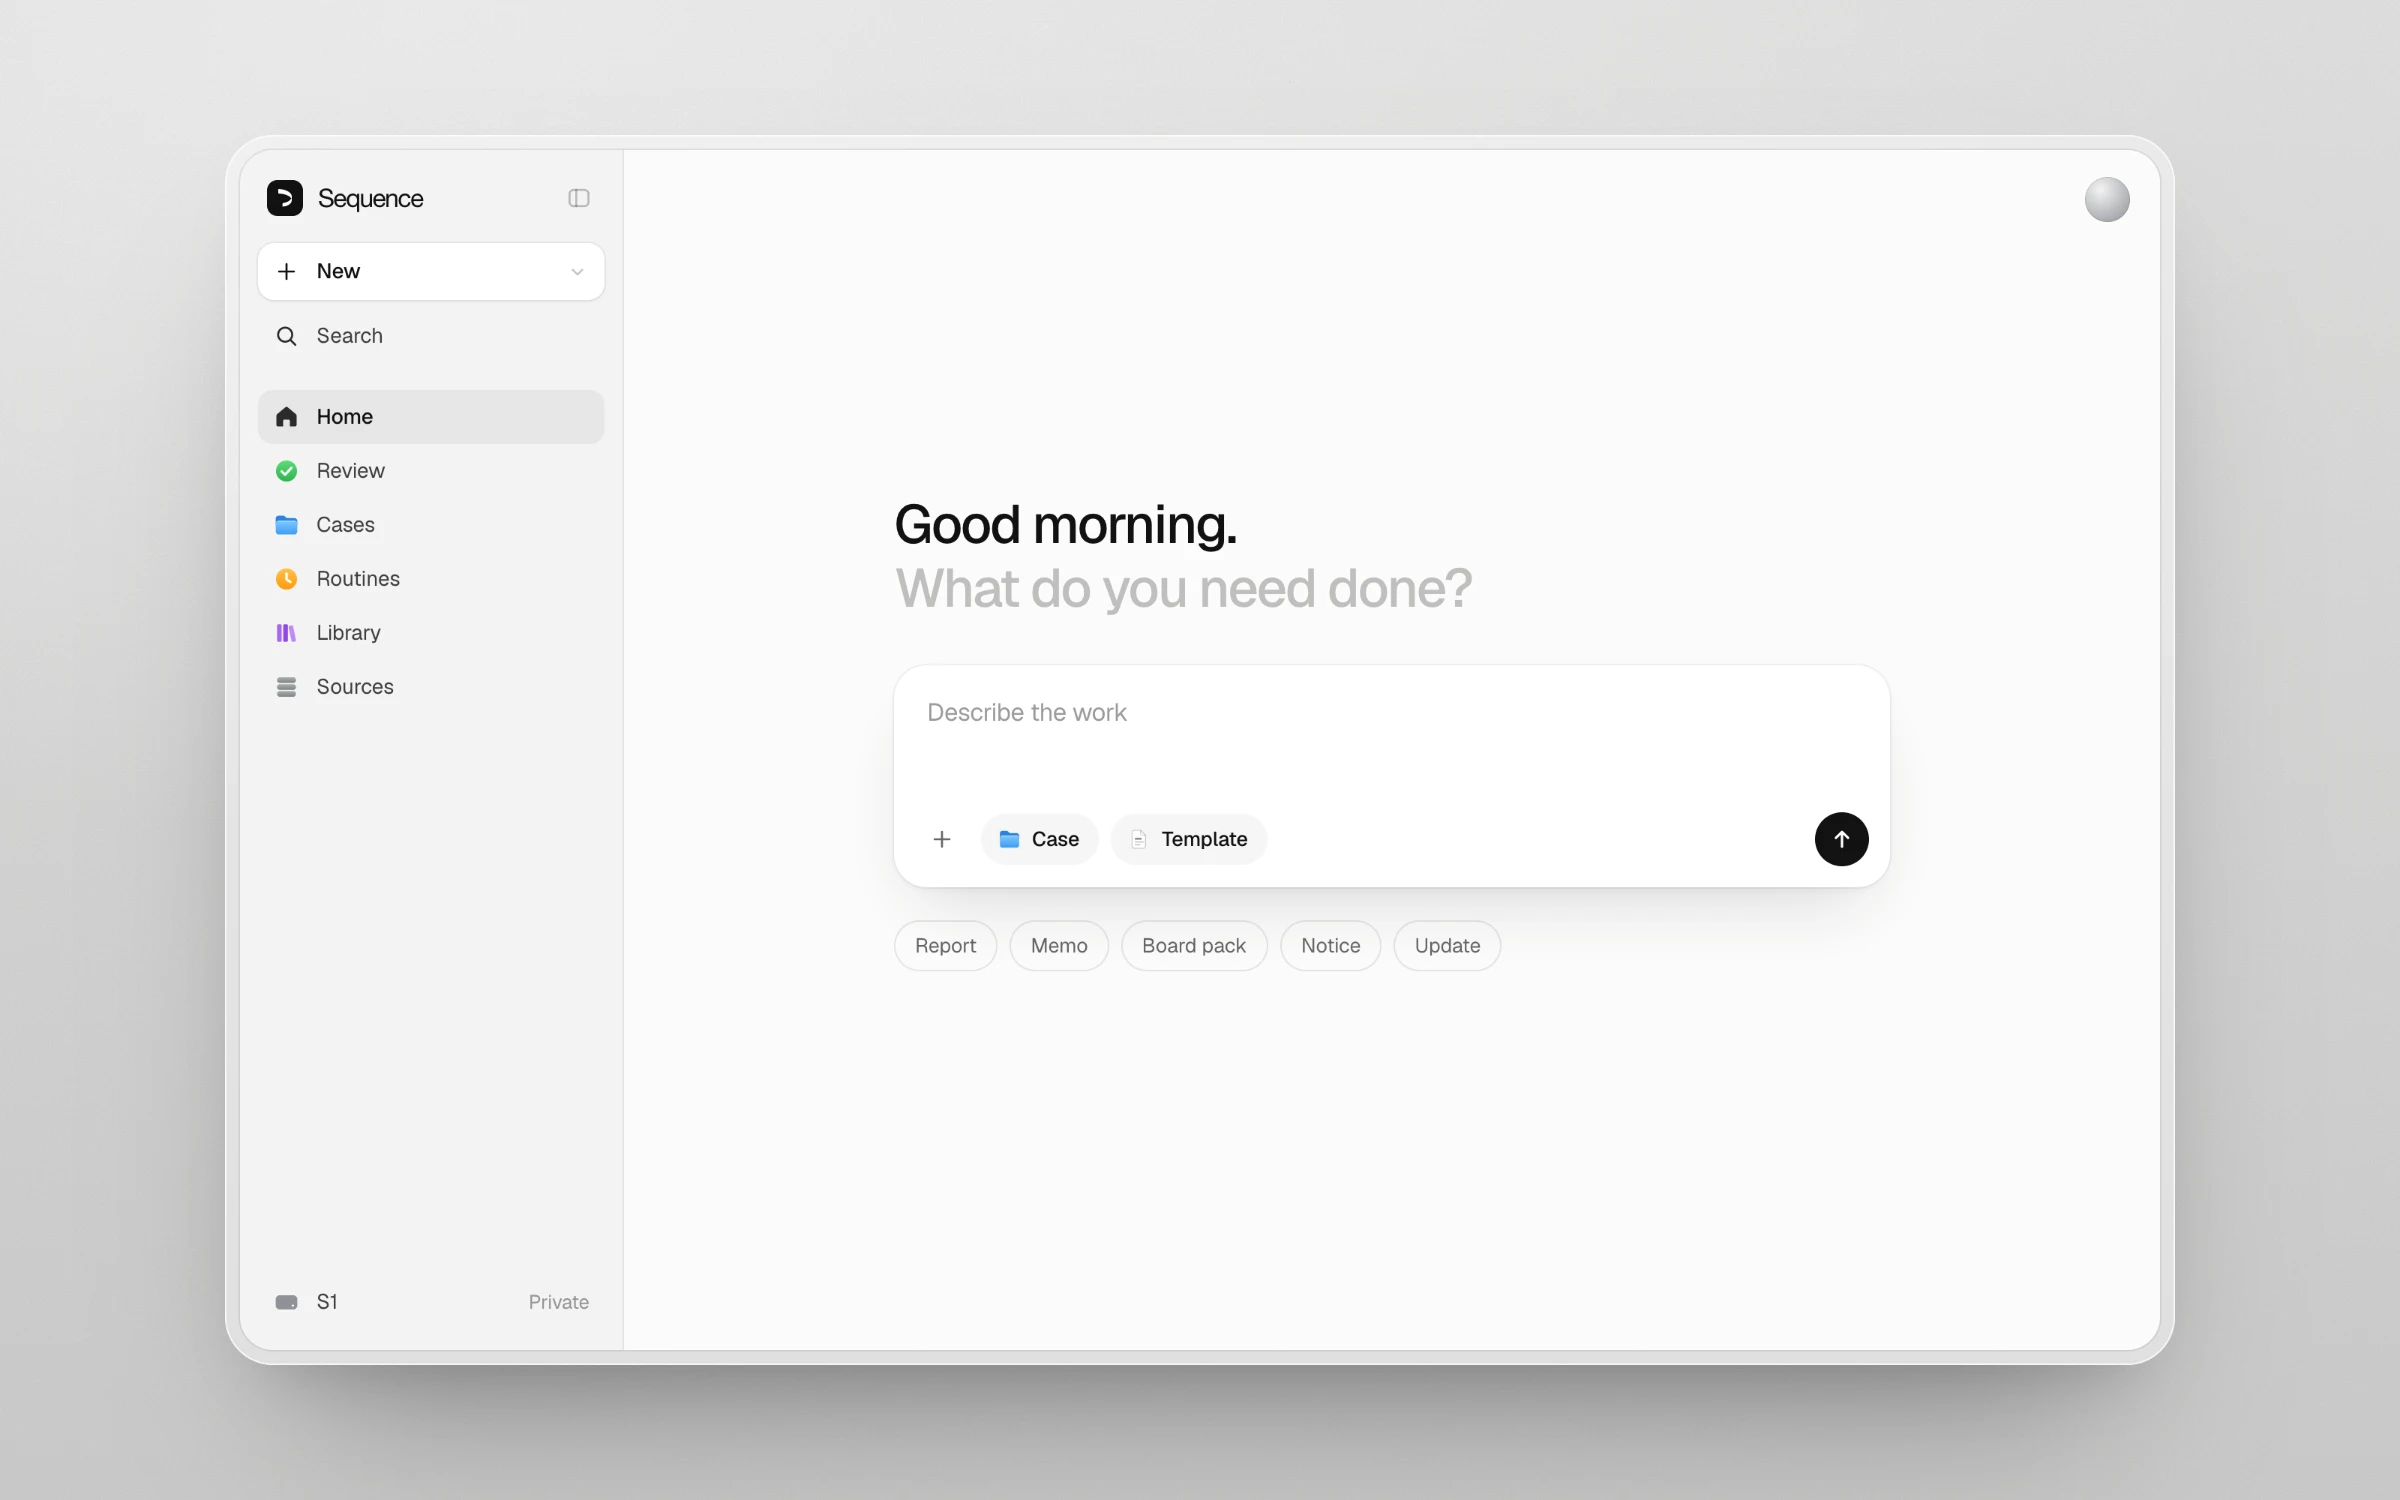 Sequence
New
Search
Home
Review
Cases
Routines
Library
Sources
S1 Private
Good morning.
What do you need done?
Describe the work
Case Template
Report Memo Board pack Notice Update